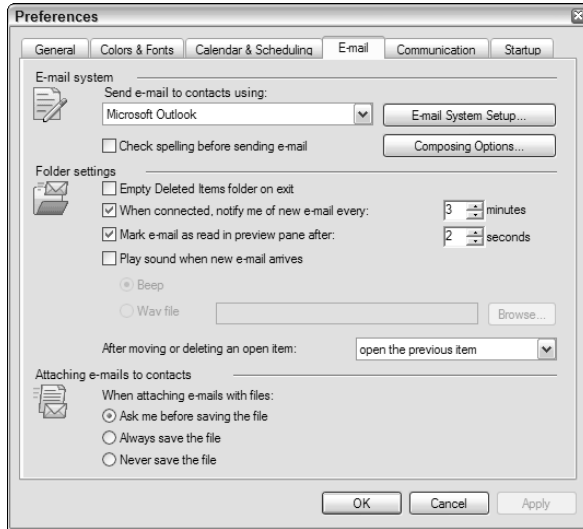 Preferences
General Colors & Fonts Calendar & Scheduling E-mail Communication Startup
E-mail system
Send e-mail to contacts using:
Microsoft Outlook E-mail System Setup...
Check spelling before sending e-mail Composing Options...
Folder settings
Empty Deleted Items folder on exit
When connected, notify me of new e-mail every: 3 minutes
Mark e-mail as read in preview pane after: 2 seconds
Play sound when new e-mail arrives
Beep
Wav file Browse...
After moving or deleting an open item: open the previous item
Attaching e-mails to contacts
When attaching e-mails with files:
Ask me before saving the file
Always save the file
Never save the file
OK Cancel Apply